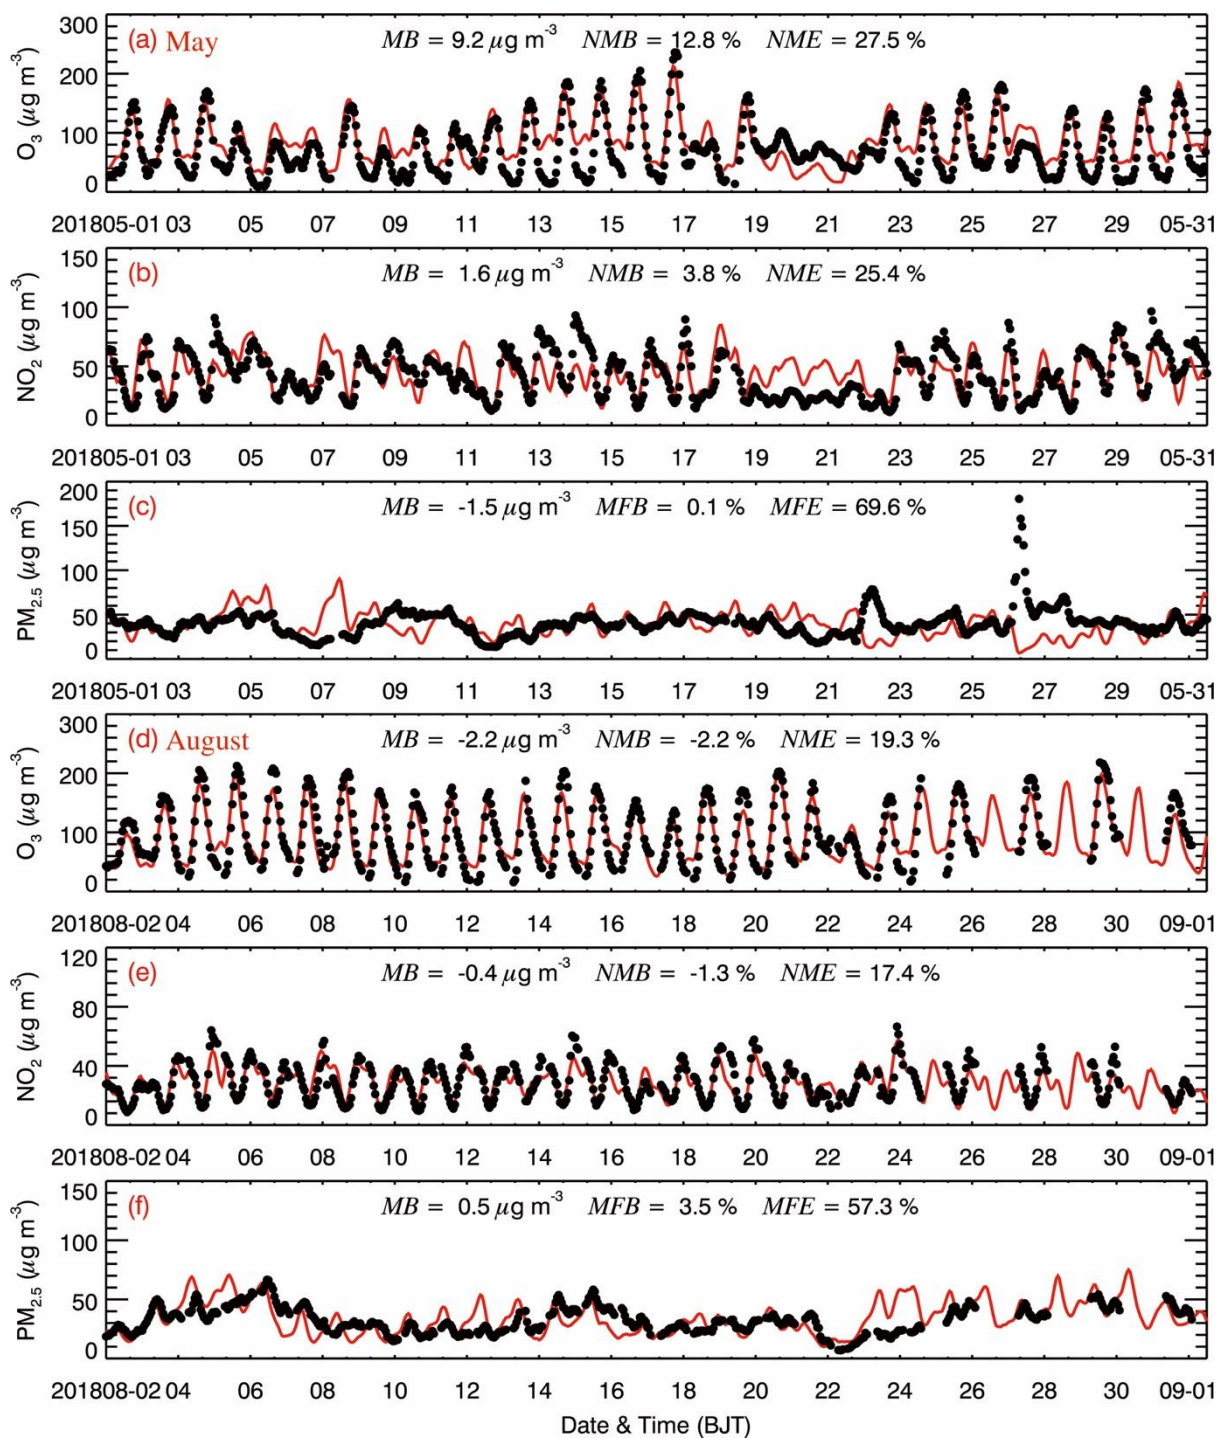 (a) May MB = 9.2 μg m⁻³ NMB = 12.8 % NME = 27.5 %
300
200
100
0
O₃ (μg m⁻³)
201805-01 03 05 07 09 11 13 15 17 19 21 23 25 27 29 05-31
(b) MB = 1.6 μg m⁻³ NMB = 3.8 % NME = 25.4 %
150
100
50
0
NO₂ (μg m⁻³)
201805-01 03 05 07 09 11 13 15 17 19 21 23 25 27 29 05-31
(c) MB = -1.5 μg m⁻³ MFB = 0.1 % MFE = 69.6 %
200
150
100
50
0
PM₂.₅ (μg m⁻³)
201805-01 03 05 07 09 11 13 15 17 19 21 23 25 27 29 05-31
(d) August MB = -2.2 μg m⁻³ NMB = -2.2 % NME = 19.3 %
300
200
100
0
O₃ (μg m⁻³)
201808-02 04 06 08 10 12 14 16 18 20 22 24 26 28 30 09-01
(e) MB = -0.4 μg m⁻³ NMB = -1.3 % NME = 17.4 %
120
80
40
0
NO₂ (μg m⁻³)
201808-02 04 06 08 10 12 14 16 18 20 22 24 26 28 30 09-01
(f) MB = 0.5 μg m⁻³ MFB = 3.5 % MFE = 57.3 %
150
100
50
0
PM₂.₅ (μg m⁻³)
201808-02 04 06 08 10 12 14 16 18 20 22 24 26 28 30 09-01
Date & Time (BJT)